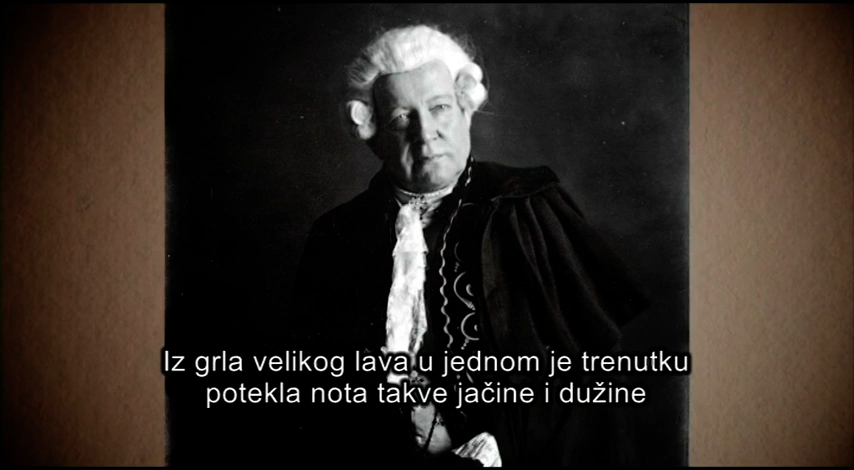 Iz grla velikog lava u jednom je trenutku
potekla nota takve jačine i dužine